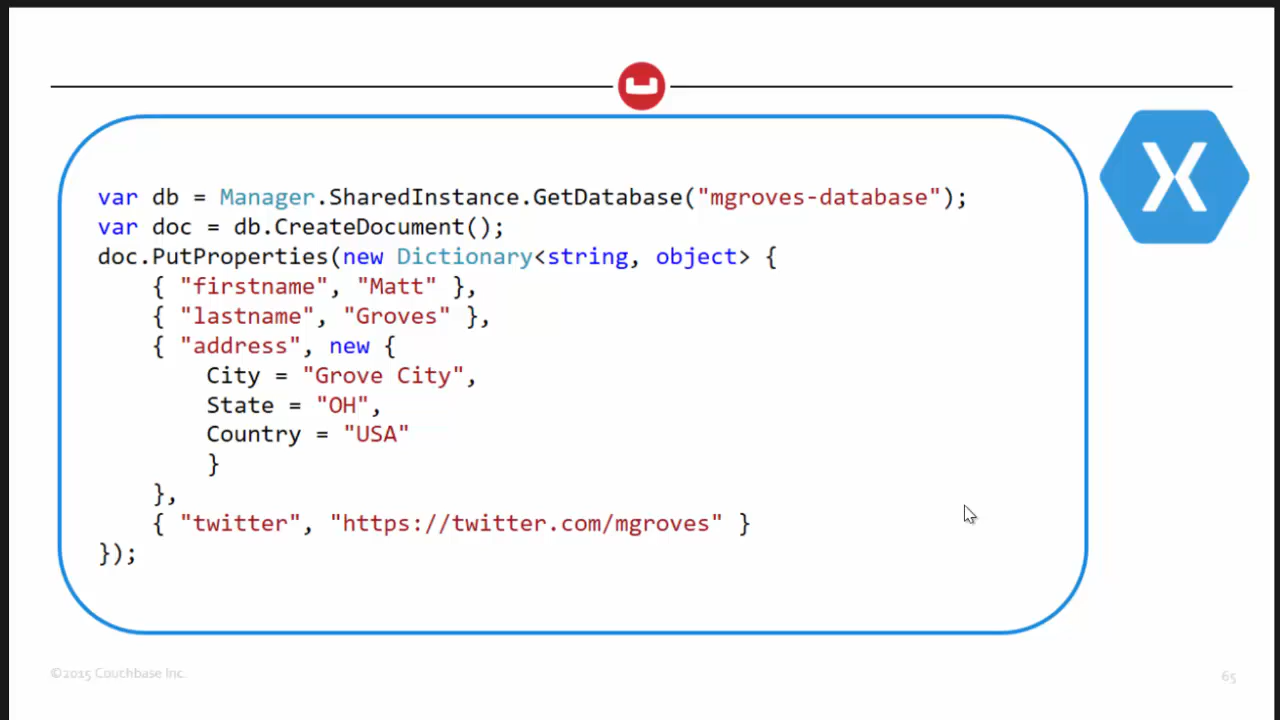 var db = Manager.SharedInstance.GetDatabase("mgroves-database");
var doc = db.CreateDocument();
doc.PutProperties(new Dictionary<string, object> {
    { "firstname", "Matt" },
    { "lastname", "Groves" },
    { "address", new {
        City = "Grove City",
        State = "OH",
        Country = "USA"
        }
    },
    { "twitter", "https://twitter.com/mgroves" }
});
©2015 Couchbase Inc.
65